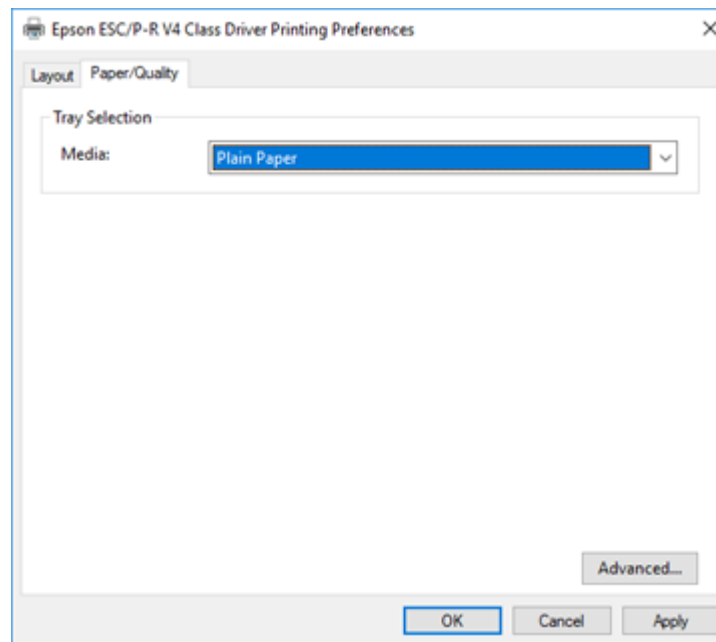 Epson ESC/P-R V4 Class Driver Printing Preferences
Layout Paper/Quality
Tray Selection
Media: Plain Paper
Advanced...
OK Cancel Apply